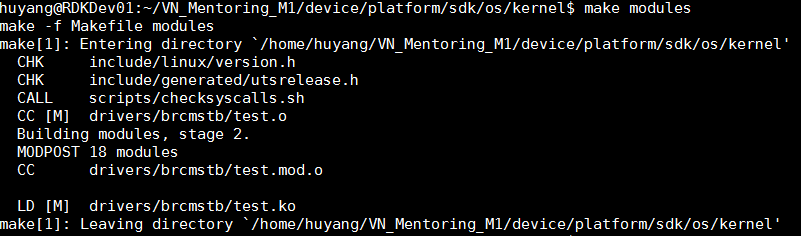 huyang@RDKDev01:~/VN_Mentoring_M1/device/platform/sdk/os/kernel$ make modules
make -f Makefile modules
make[1]: Entering directory `/home/huyang/VN_Mentoring_M1/device/platform/sdk/os/kernel'
  CHK     include/linux/version.h
  CHK     include/generated/utsrelease.h
  CALL    scripts/checksyscalls.sh
  CC [M]  drivers/brcmstb/test.o
  Building modules, stage 2.
  MODPOST 18 modules
  CC      drivers/brcmstb/test.mod.o
  LD [M]  drivers/brcmstb/test.ko
make[1]: Leaving directory `/home/huyang/VN_Mentoring_M1/device/platform/sdk/os/kernel'